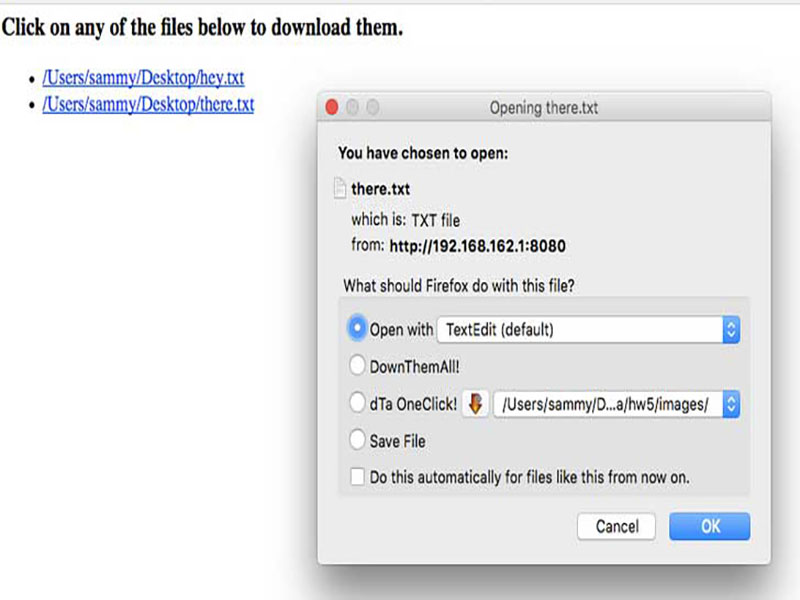 Click on any of the files below to download them.
/Users/sammy/Desktop/hey.txt
/Users/sammy/Desktop/there.txt
Opening there.txt
You have chosen to open:
there.txt
which is: TXT file
from: http://192.168.162.1:8080
What should Firefox do with this file?
Open with TextEdit (default)
DownThemAll!
dTa OneClick! /Users/sammy/D...a/hw5/images/
Save File
Do this automatically for files like this from now on.
Cancel OK